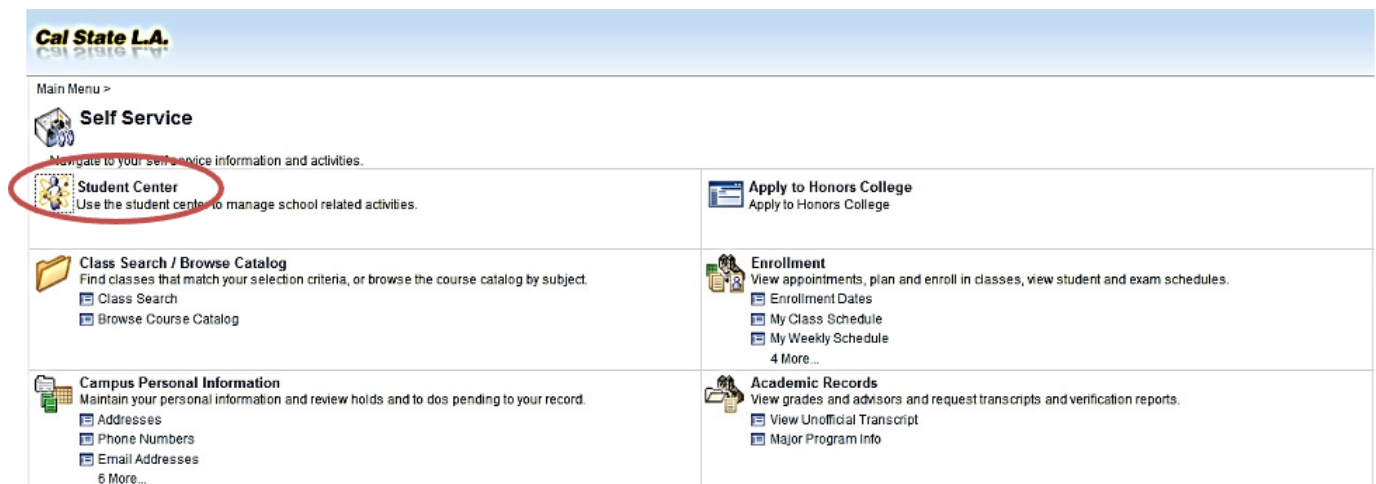 Cal State L.A.
Main Menu >
Self Service
Navigate to your self service information and activities.
Student Center
Use the student center to manage school related activities.
Apply to Honors College
Apply to Honors College
Class Search / Browse Catalog
Find classes that match your selection criteria, or browse the course catalog by subject.
Class Search
Browse Course Catalog
Enrollment
View appointments, plan and enroll in classes, view student and exam schedules.
Enrollment Dates
My Class Schedule
My Weekly Schedule
4 More...
Campus Personal Information
Maintain your personal information and review holds and to dos pending to your record.
Addresses
Phone Numbers
Email Addresses
6 More...
Academic Records
View grades and advisors and request transcripts and verification reports.
View Unofficial Transcript
Major Program Info